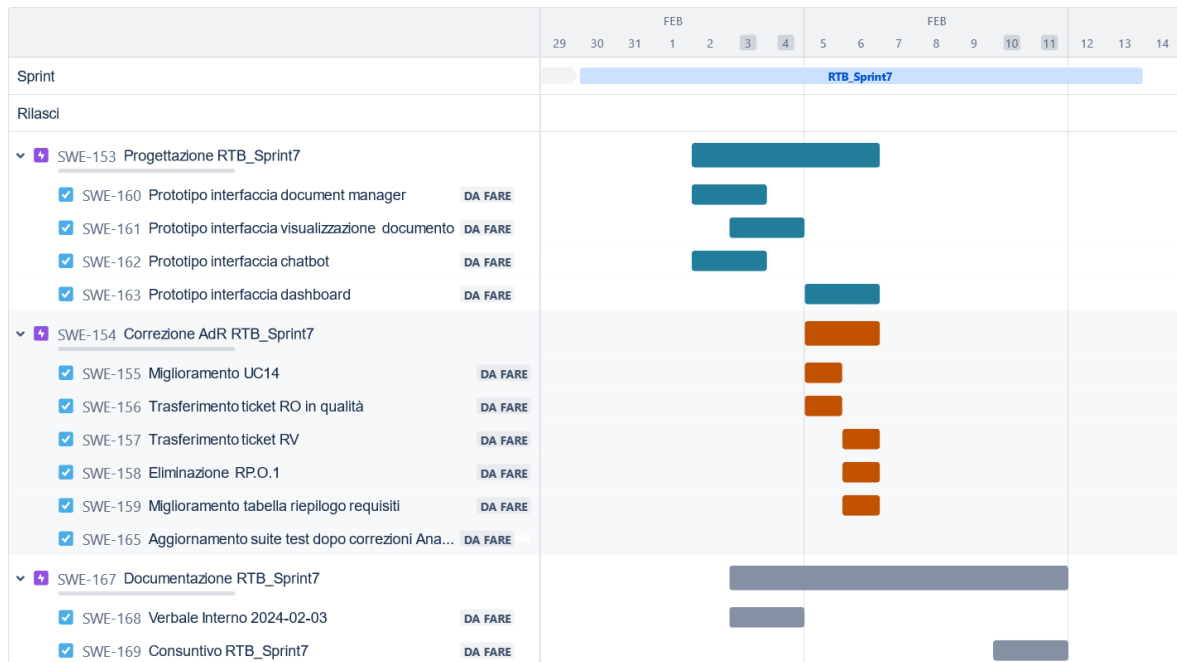 FEB FEB
29 30 31 1 2 3 4 5 6 7 8 9 10 11 12 13 14
Sprint RTB_Sprint7
Rilasci
SWE-153 Progettazione RTB_Sprint7
SWE-160 Prototipo interfaccia document manager DA FARE
SWE-161 Prototipo interfaccia visualizzazione documento DA FARE
SWE-162 Prototipo interfaccia chatbot DA FARE
SWE-163 Prototipo interfaccia dashboard DA FARE
SWE-154 Correzione AdR RTB_Sprint7
SWE-155 Miglioramento UC14 DA FARE
SWE-156 Trasferimento ticket RO in qualità DA FARE
SWE-157 Trasferimento ticket RV DA FARE
SWE-158 Eliminazione RP.O.1 DA FARE
SWE-159 Miglioramento tabella riepilogo requisiti DA FARE
SWE-165 Aggiornamento suite test dopo correzioni Ana... DA FARE
SWE-167 Documentazione RTB_Sprint7
SWE-168 Verbale Interno 2024-02-03 DA FARE
SWE-169 Consuntivo RTB_Sprint7 DA FARE